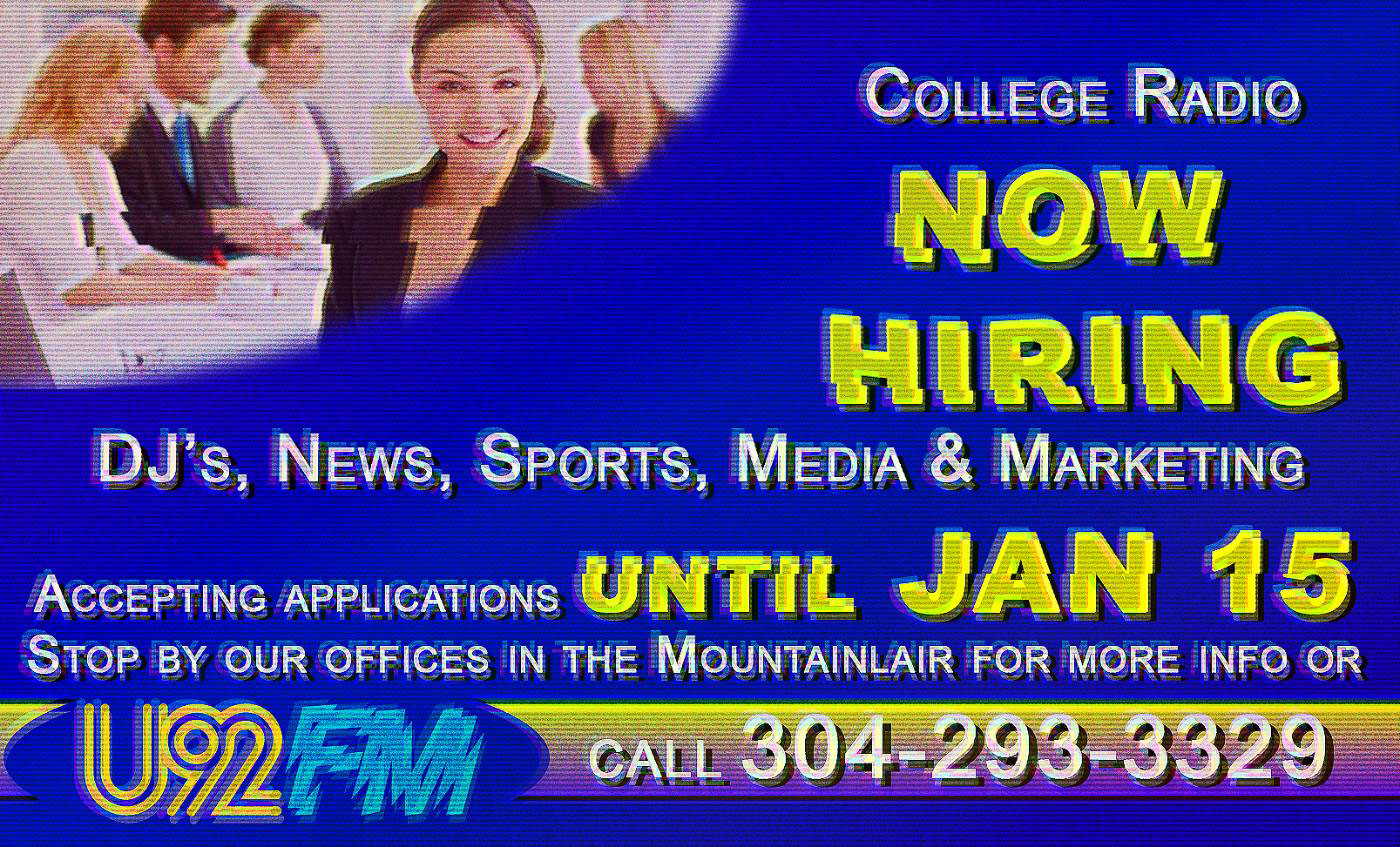 College Radio
NOW
HIRING
DJ's, News, Sports, Media & Marketing
Accepting applications UNTIL JAN 15
Stop by our offices in the Mountainlair for more info or
U92FM call 304-293-3329